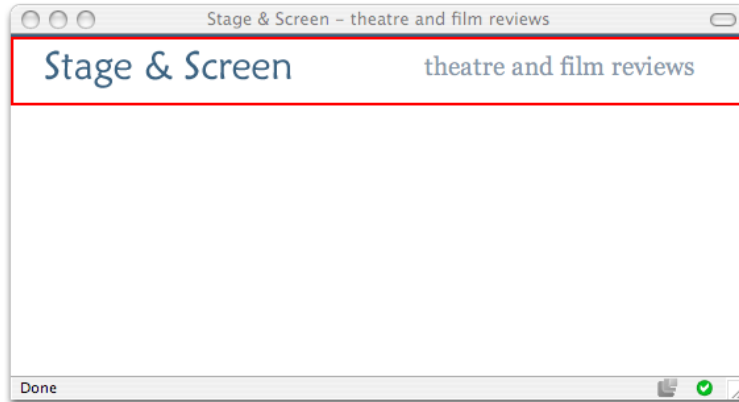 Stage & Screen – theatre and film reviews
Stage & Screen theatre and film reviews
Done